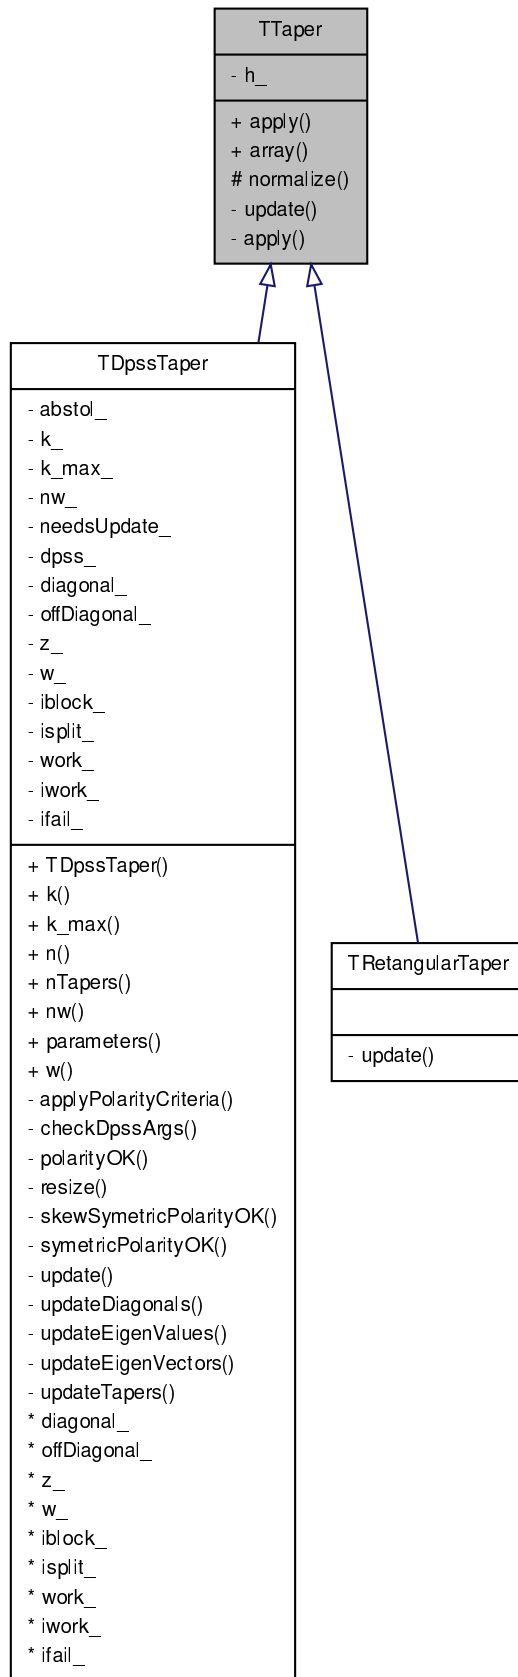 TTaper
- h_
+ apply()
+ array()
# normalize()
- update()
- apply()
TDpssTaper
- abstol_
- k_
- k_max_
- nw_
- needsUpdate_
- dpss_
- diagonal_
- offDiagonal_
- z_
- w_
- iblock_
- isplit_
- work_
- iwork_
- ifail_
+ TDpssTaper()
+ k()
+ k_max()
+ n()
+ nTapers()
+ nw()
+ parameters()
+ w()
- applyPolarityCriteria()
- checkDpssArgs()
- polarityOK()
- resize()
- skewSymetricPolarityOK()
- symetricPolarityOK()
- update()
- updateDiagonals()
- updateEigenValues()
- updateEigenVectors()
- updateTapers()
* diagonal_
* offDiagonal_
* z_
* w_
* iblock_
* isplit_
* work_
* iwork_
* ifail_
TRetangularTaper
- update()